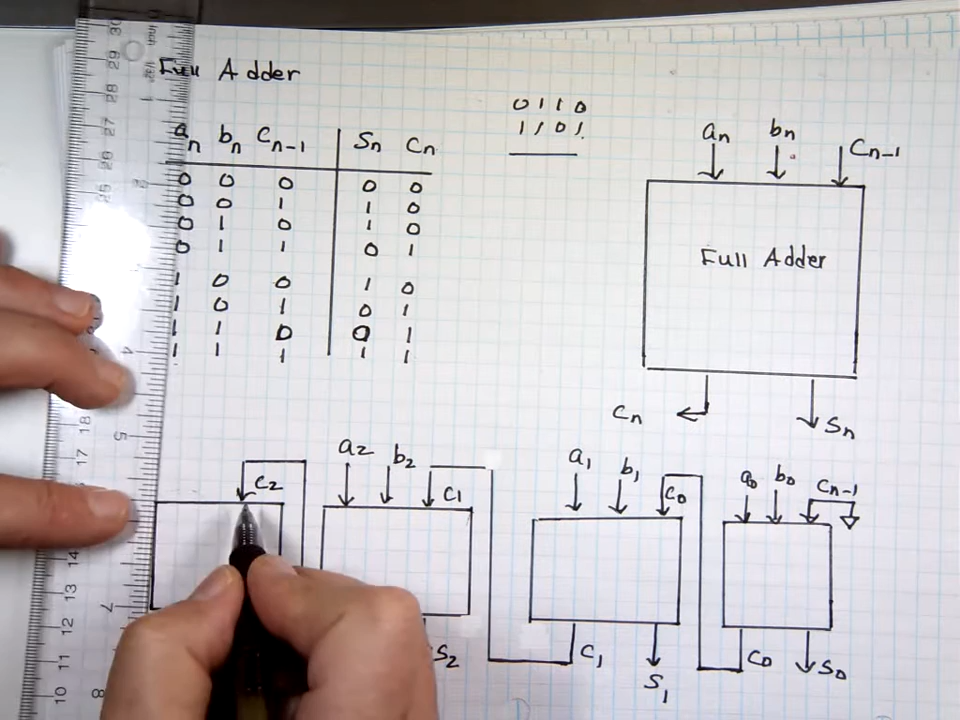 Full Adder
0110
1101
an bn Cn-1 Sn Cn
0 0 0 0 0
0 0 1 1 0
0 1 0 1 0
0 1 1 0 1
1 0 0 1 0
1 0 1 0 1
1 1 0 0 1
1 1 1 1 1
an bn Cn-1
Full Adder
Cn Sn
C2
a2 b2 C1
a1 b1 C0
a0 b0 Cn-1
S2
C1 S1
C0 S0